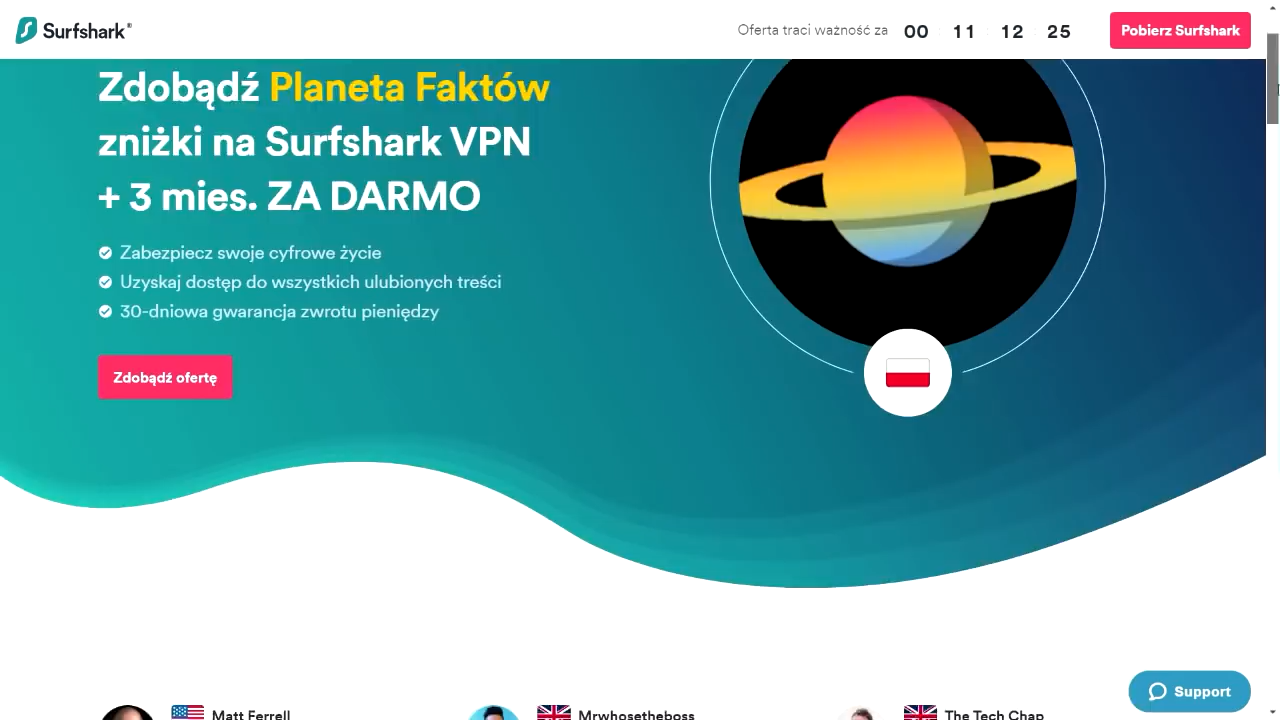 Surfshark®
Oferta traci ważność za 00 : 11 : 12 : 25
Pobierz Surfshark
Zdobądź Planeta Faktów
zniżki na Surfshark VPN
+ 3 mies. ZA DARMO
Zabezpiecz swoje cyfrowe życie
Uzyskaj dostęp do wszystkich ulubionych treści
30-dniowa gwarancja zwrotu pieniędzy
Zdobądź ofertę
Support
Matt Ferrell
Mrwhosetheboss
The Tech Chap